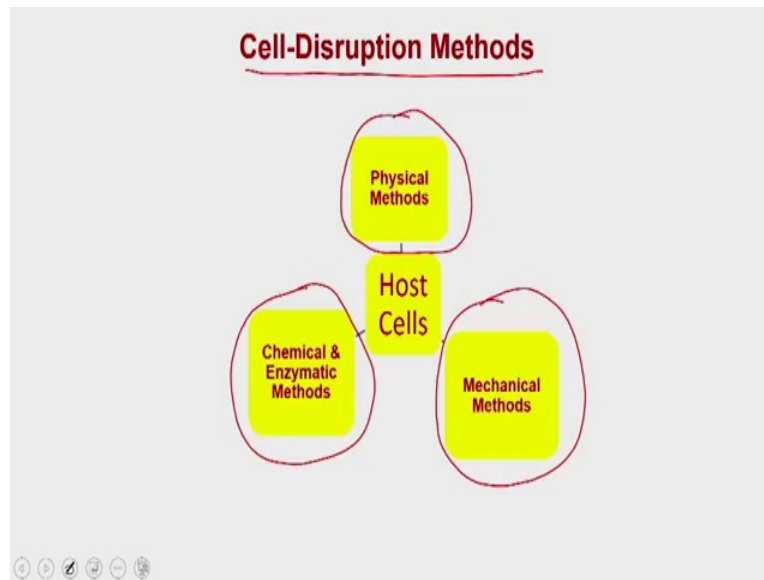 Cell-Disruption Methods
Physical
Methods
Host
Cells
Chemical &
Enzymatic
Methods
Mechanical
Methods